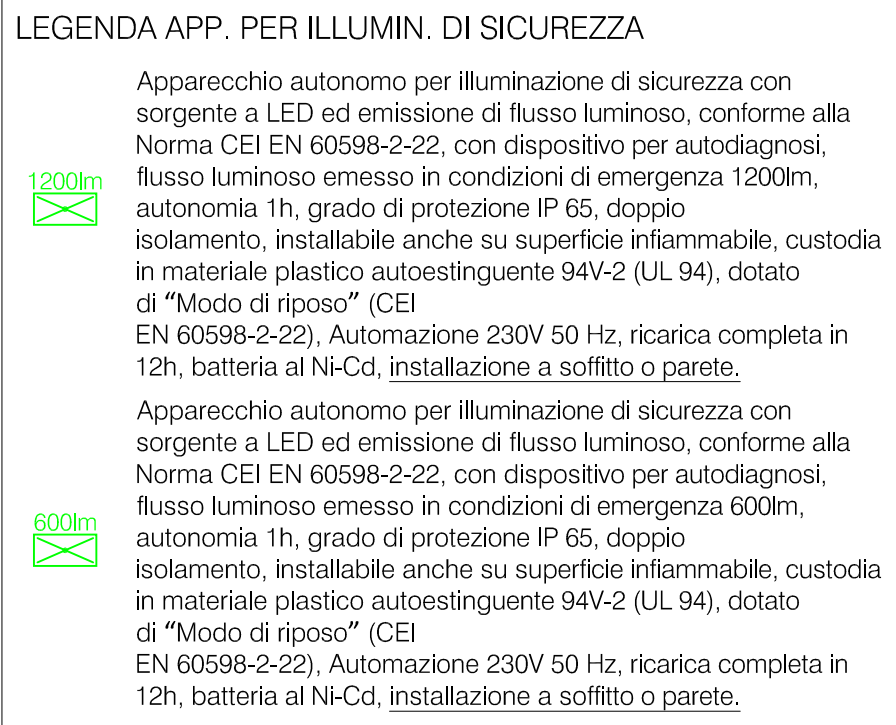 LEGENDA APP. PER ILLUMIN. DI SICUREZZA
Apparecchio autonomo per illuminazione di sicurezza con
sorgente a LED ed emissione di flusso luminoso, conforme alla
Norma CEI EN 60598-2-22, con dispositivo per autodiagnosi,
1200lm
flusso luminoso emesso in condizioni di emergenza 1200lm,
autonomia 1h, grado di protezione IP 65, doppio
isolamento, installabile anche su superficie infiammabile, custodia
in materiale plastico autoestinguente 94V-2 (UL 94), dotato
di “Modo di riposo” (CEI
EN 60598-2-22), Automazione 230V 50 Hz, ricarica completa in
12h, batteria al Ni-Cd, installazione a soffitto o parete.
Apparecchio autonomo per illuminazione di sicurezza con
sorgente a LED ed emissione di flusso luminoso, conforme alla
Norma CEI EN 60598-2-22, con dispositivo per autodiagnosi,
flusso luminoso emesso in condizioni di emergenza 600lm,
600lm
autonomia 1h, grado di protezione IP 65, doppio
isolamento, installabile anche su superficie infiammabile, custodia
in materiale plastico autoestinguente 94V-2 (UL 94), dotato
di “Modo di riposo” (CEI
EN 60598-2-22), Automazione 230V 50 Hz, ricarica completa in
12h, batteria al Ni-Cd, installazione a soffitto o parete.